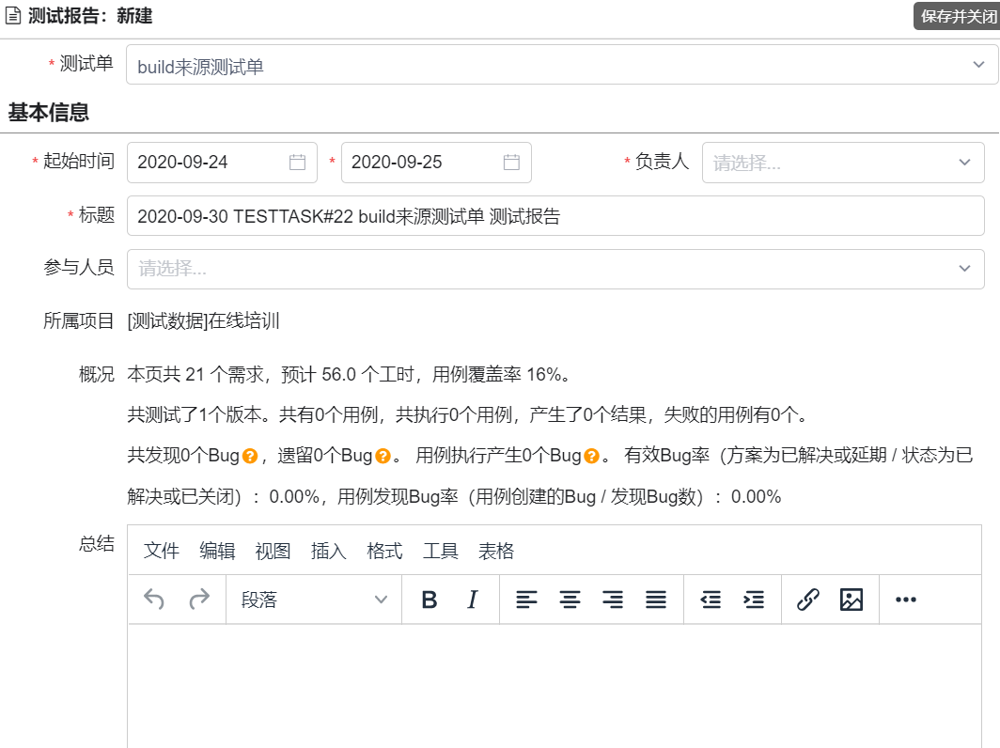 测试报告：新建
保存并关闭
* 测试单 build来源测试单
基本信息
* 起始时间 2020-09-24 * 2020-09-25 * 负责人 请选择...
* 标题 2020-09-30 TESTTASK#22 build来源测试单 测试报告
参与人员 请选择...
所属项目 [测试数据]在线培训
概况 本页共 21 个需求，预计 56.0 个工时，用例覆盖率 16%。
共测试了1个版本。共有0个用例，共执行0个用例，产生了0个结果，失败的用例有0个。
共发现0个Bug?，遗留0个Bug?。 用例执行产生0个Bug?。 有效Bug率（方案为已解决或延期 / 状态为已
解决或已关闭）：0.00%，用例发现Bug率（用例创建的Bug / 发现Bug数）：0.00%
总结
文件 编辑 视图 插入 格式 工具 表格
段落 B I